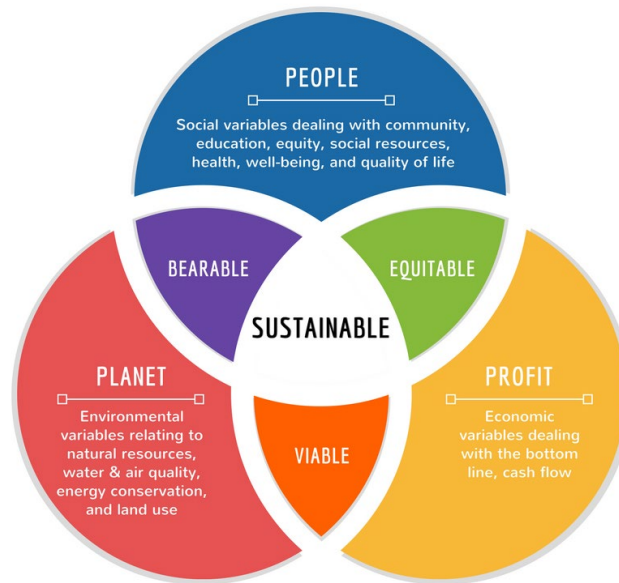 PEOPLE
Social variables dealing with community,
education, equity, social resources,
health, well-being, and quality of life
BEARABLE
EQUITABLE
SUSTAINABLE
PLANET
Environmental
variables relating to
natural resources,
water & air quality,
energy conservation,
and land use
VIABLE
PROFIT
Economic
variables dealing
with the bottom
line, cash flow